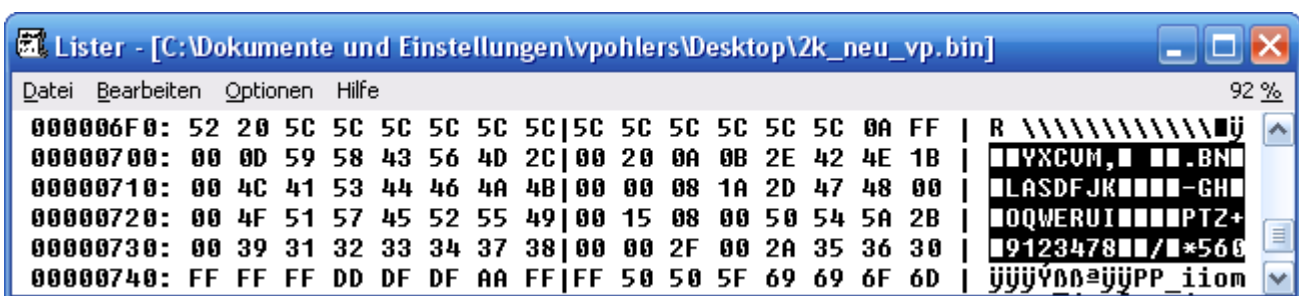 Lister - [C:\Dokumente und Einstellungen\vpohlers\Desktop\2k_neu_vp.bin]
Datei Bearbeiten Optionen Hilfe 92 %
000006F0: 52 20 5C 5C 5C 5C 5C 5C|5C 5C 5C 5C 5C 5C 0A FF | R \\\\\\\\\\\\■ÿ
00000700: 00 0D 59 58 43 56 4D 2C|00 20 0A 0B 2E 42 4E 1B | ■■YXCVM,■ ■■.BN■
00000710: 00 4C 41 53 44 46 4A 4B|00 00 08 1A 2D 47 48 00 | ■LASDFJK■■■■-GH■
00000720: 00 4F 51 57 45 52 55 49|00 15 08 00 50 54 5A 2B | ■OQWERUI■■■■PTZ+
00000730: 00 39 31 32 33 34 37 38|00 00 2F 00 2A 35 36 30 | ■9123478■■/■*560
00000740: FF FF FF DD DF DF AA FF|FF 50 50 5F 69 69 6F 6D | ÿÿÿÝßßªÿÿPP_iiom